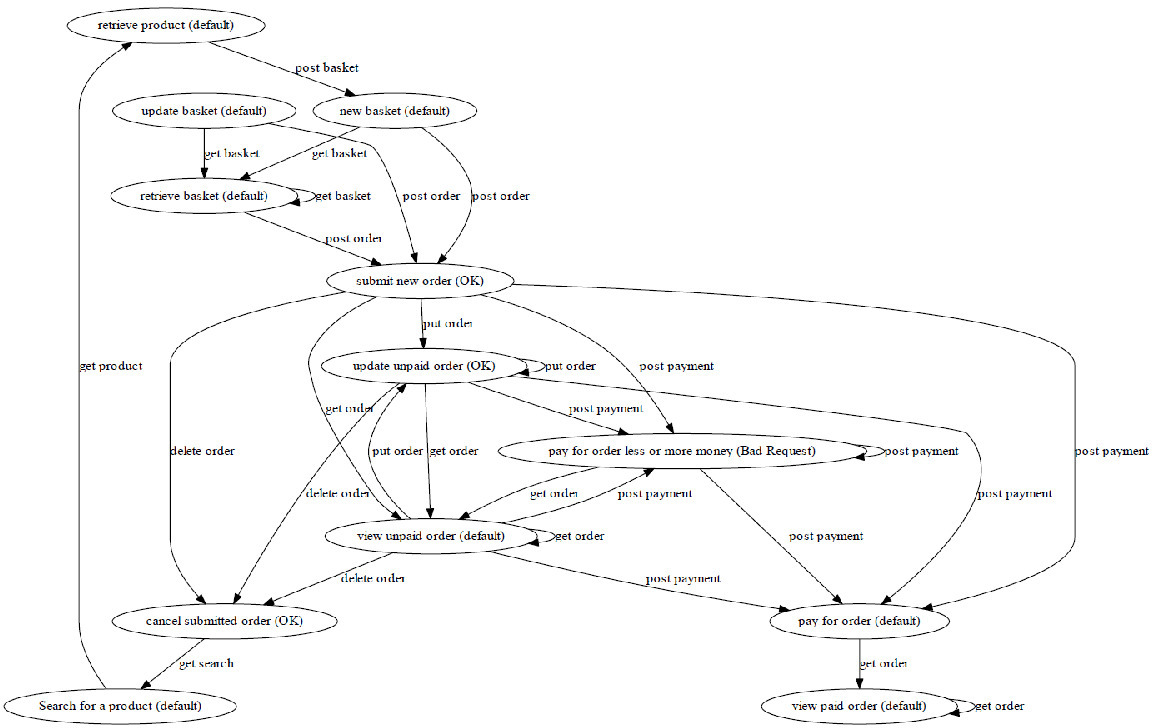 retrieve product (default)
post basket
update basket (default)
new basket (default)
get basket
get basket
retrieve basket (default)
get basket
post order
post order
post order
submit new order (OK)
put order
get product
update unpaid order (OK)
put order
post payment
get order
post payment
delete order
put order
get order
pay for order less or more money (Bad Request)
post payment
post payment
delete order
get order
post payment
post payment
view unpaid order (default)
get order
post payment
delete order
post payment
cancel submitted order (OK)
pay for order (default)
get search
get order
Search for a product (default)
view paid order (default)
get order